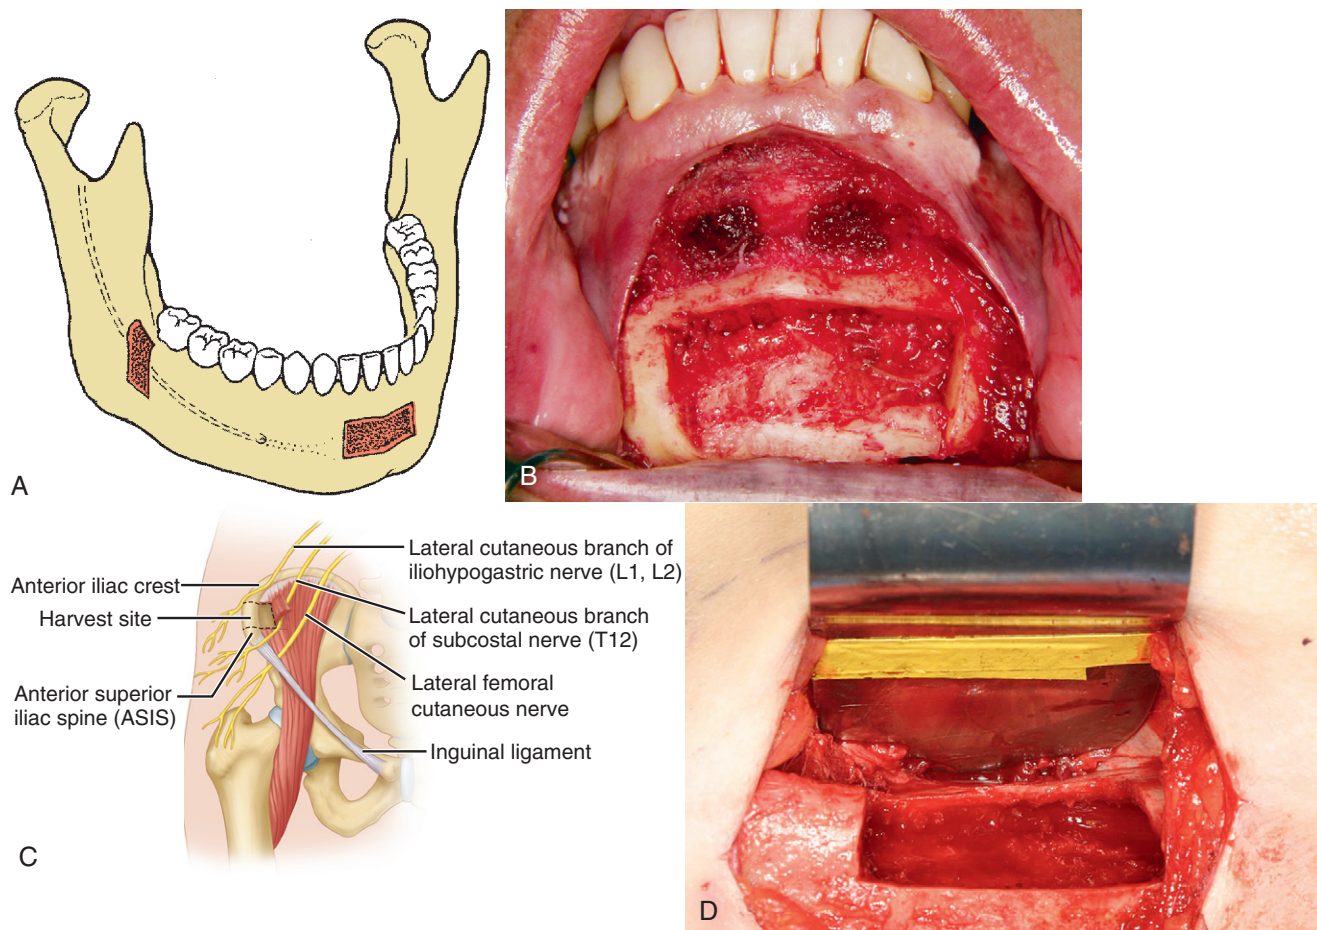 A
B
Lateral cutaneous branch of
iliohypogastric nerve (L1, L2)
Anterior iliac crest
Harvest site
Lateral cutaneous branch
of subcostal nerve (T12)
Anterior superior
iliac spine (ASIS)
Lateral femoral
cutaneous nerve
Inguinal ligament
C
D